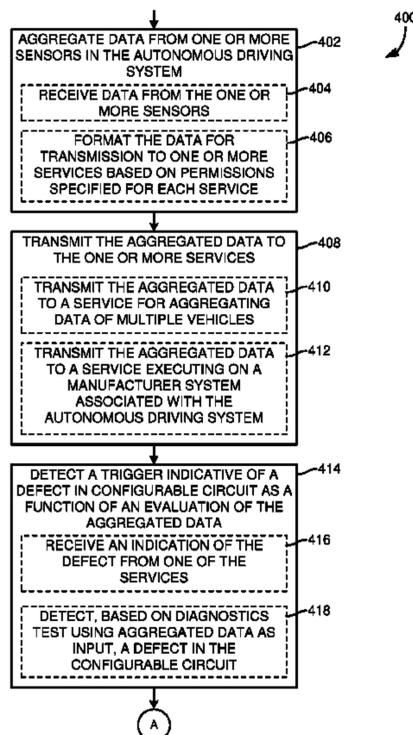 400
AGGREGATE DATA FROM ONE OR MORE
SENSORS IN THE AUTONOMOUS DRIVING
SYSTEM
402
RECEIVE DATA FROM THE ONE OR
MORE SENSORS
404
FORMAT THE DATA FOR
TRANSMISSION TO ONE OR MORE
SERVICES BASED ON PERMISSIONS
SPECIFIED FOR EACH SERVICE
406
TRANSMIT THE AGGREGATED DATA TO
THE ONE OR MORE SERVICES
408
TRANSMIT THE AGGREGATED DATA
TO A SERVICE FOR AGGREGATING
DATA OF MULTIPLE VEHICLES
410
TRANSMIT THE AGGREGATED DATA
TO A SERVICE EXECUTING ON A
MANUFACTURER SYSTEM
ASSOCIATED WITH THE
AUTONOMOUS DRIVING SYSTEM
412
DETECT A TRIGGER INDICATIVE OF A
DEFECT IN CONFIGURABLE CIRCUIT AS A
FUNCTION OF AN EVALUATION OF THE
AGGREGATED DATA
414
RECEIVE AN INDICATION OF THE
DEFECT FROM ONE OF THE
SERVICES
416
DETECT, BASED ON DIAGNOSTICS
TEST USING AGGREGATED DATA AS
INPUT, A DEFECT IN THE
CONFIGURABLE CIRCUIT
418
A